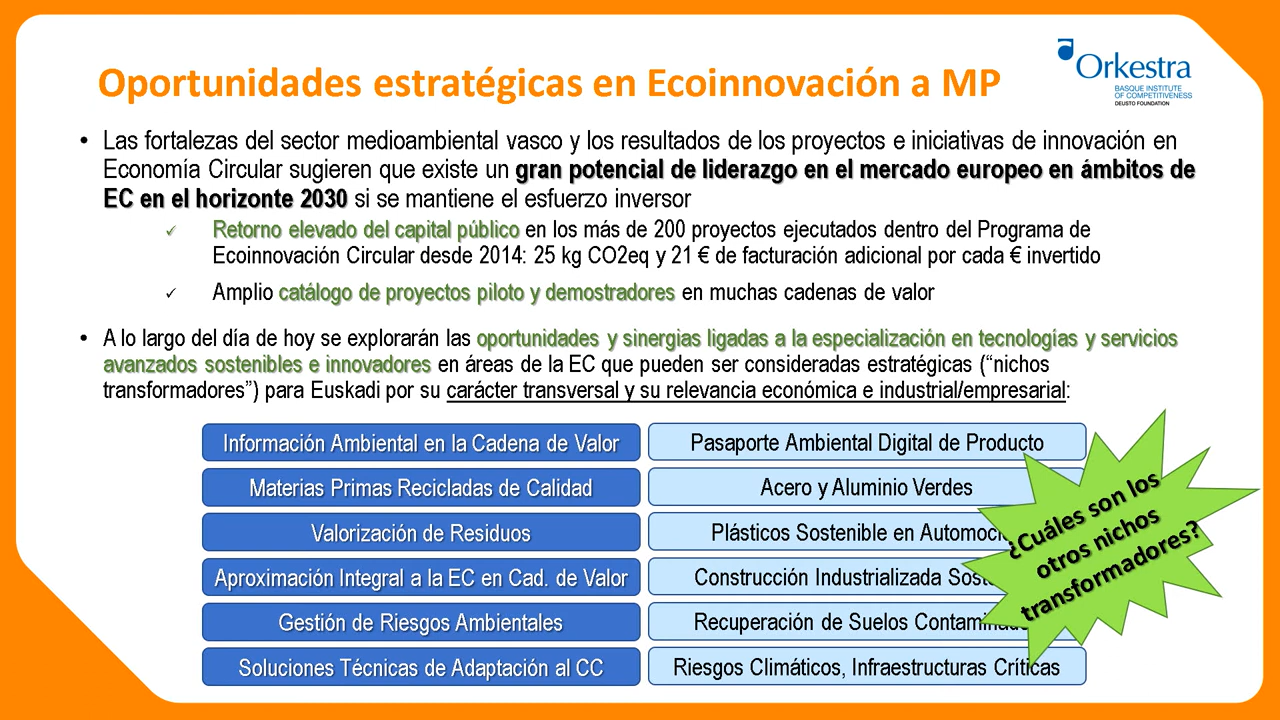 Oportunidades estratégicas en Ecoinnovación a MP
Orkestra
BASQUE INSTITUTE
OF COMPETITIVENESS
DEUSTO FOUNDATION
• Las fortalezas del sector medioambiental vasco y los resultados de los proyectos e iniciativas de innovación en
Economía Circular sugieren que existe un gran potencial de liderazgo en el mercado europeo en ámbitos de
EC en el horizonte 2030 si se mantiene el esfuerzo inversor
✓ Retorno elevado del capital público en los más de 200 proyectos ejecutados dentro del Programa de
Ecoinnovación Circular desde 2014: 25 kg CO2eq y 21 € de facturación adicional por cada € invertido
✓ Amplio catálogo de proyectos piloto y demostradores en muchas cadenas de valor
• A lo largo del día de hoy se explorarán las oportunidades y sinergias ligadas a la especialización en tecnologías y servicios
avanzados sostenibles e innovadores en áreas de la EC que pueden ser consideradas estratégicas (“nichos
transformadores”) para Euskadi por su carácter transversal y su relevancia económica e industrial/empresarial:
Información Ambiental en la Cadena de Valor
Pasaporte Ambiental Digital de Producto
Materias Primas Recicladas de Calidad
Acero y Aluminio Verdes
Valorización de Residuos
Plásticos Sostenible en
Aproximación Integral a la EC en Cad. de Valor
Construcción Industrializada
Gestión de Riesgos Ambientales
Recuperación de Suelos
Soluciones Técnicas de Adaptación al CC
Riesgos Climáticos, Infraestructuras Críticas
¿Cuáles son los
otros nichos
transformadores?